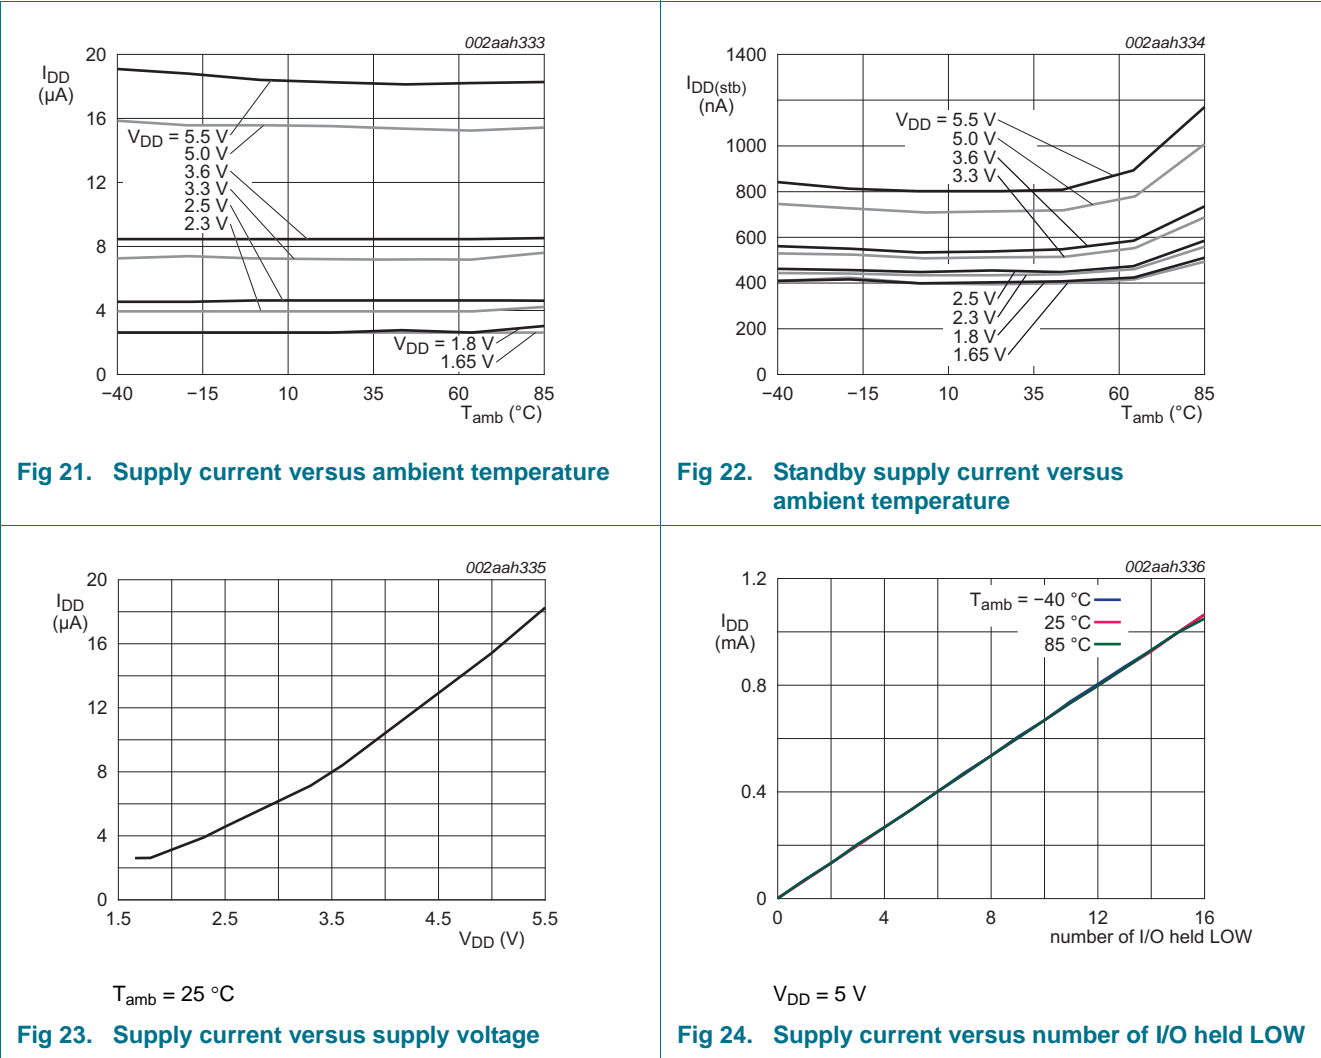 002aah333
20
16
12
8
4
0
IDD
(μA)
VDD = 5.5 V
5.0 V
3.6 V
3.3 V
2.5 V
2.3 V
VDD = 1.8 V
1.65 V
−40 −15 10 35 60 85
Tamb (°C)
Fig 21. Supply current versus ambient temperature
002aah334
1400
1000
800
600
400
200
0
IDD(stb)
(nA)
VDD = 5.5 V
5.0 V
3.6 V
3.3 V
2.5 V
2.3 V
1.8 V
1.65 V
−40 −15 10 35 60 85
Tamb (°C)
Fig 22. Standby supply current versus
ambient temperature
002aah335
20
16
12
8
4
0
IDD
(μA)
1.5 2.5 3.5 4.5 5.5
VDD (V)
Tamb = 25 °C
Fig 23. Supply current versus supply voltage
002aah336
1.2
0.8
0.4
0
IDD
(mA)
Tamb = −40 °C
25 °C
85 °C
0 4 8 12 16
number of I/O held LOW
VDD = 5 V
Fig 24. Supply current versus number of I/O held LOW